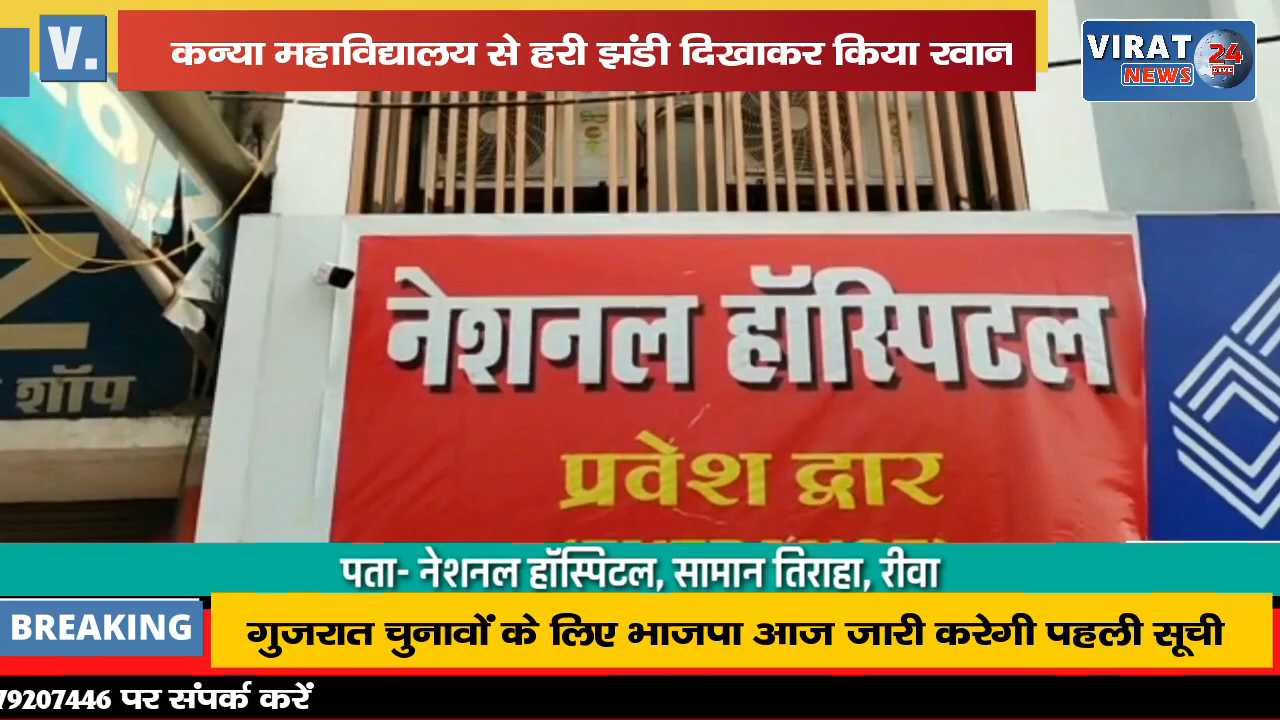 V.
कन्या महाविद्यालय से हरी झंडी दिखाकर किया रवान
VIRAT 24
NEWS LIVE
नेशनल हॉस्पिटल
प्रवेश द्वार
शॉप
पता- नेशनल हॉस्पिटल, सामान तिराहा, रीवा
BREAKING
गुजरात चुनावों के लिए भाजपा आज जारी करेगी पहली सूची
79207446 पर संपर्क करें